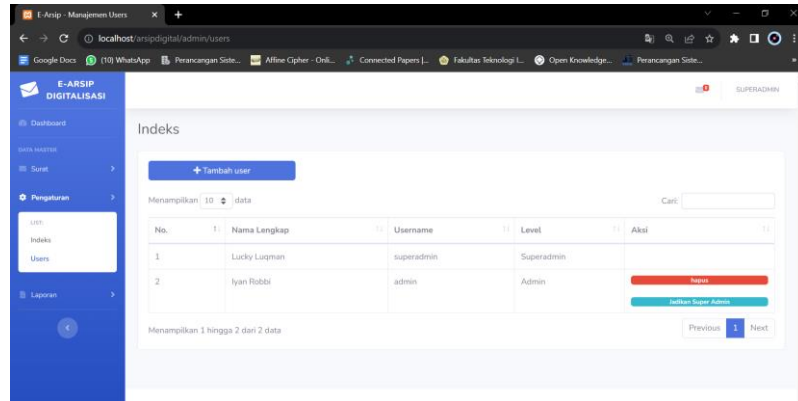 E-Arsip - Manajemen Users
localhost/arsipdigital/admin/users
Google Docs (10) WhatsApp Perancangan Siste... Affine Cipher - Onli... Connected Papers |... Fakultas Teknologi I... Open Knowledge... Perancangan Siste...
E-ARSIP
DIGITALISASI
SUPERADMIN
Dashboard
Indeks
DATA MASTER
Surat
+ Tambah user
Pengaturan
Menampilkan 10 data
Cari:
LIST:
Indeks
Users
No. Nama Lengkap Username Level Aksi
1 Lucky Luqman superadmin Superadmin
2 Iyan Robbi admin Admin
hapus
Jadikan Super Admin
Laporan
Menampilkan 1 hingga 2 dari 2 data
Previous 1 Next